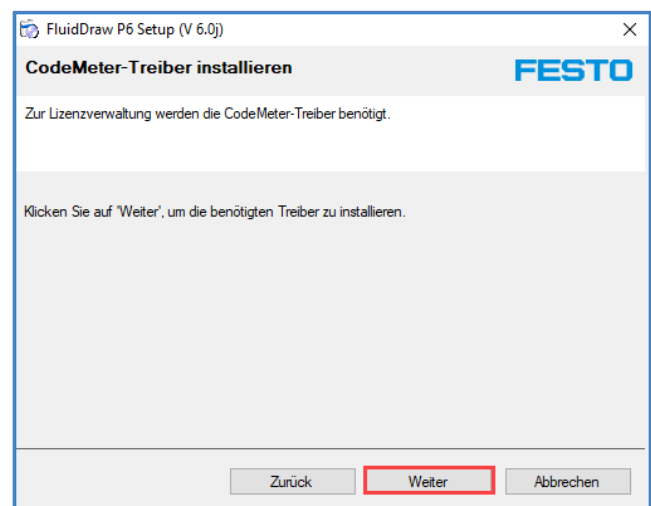 FluidDraw P6 Setup (V 6.0j)
CodeMeter-Treiber installieren
FESTO
Zur Lizenzverwaltung werden die CodeMeter-Treiber benötigt.
Klicken Sie auf 'Weiter', um die benötigten Treiber zu installieren.
Zurück Weiter Abbrechen